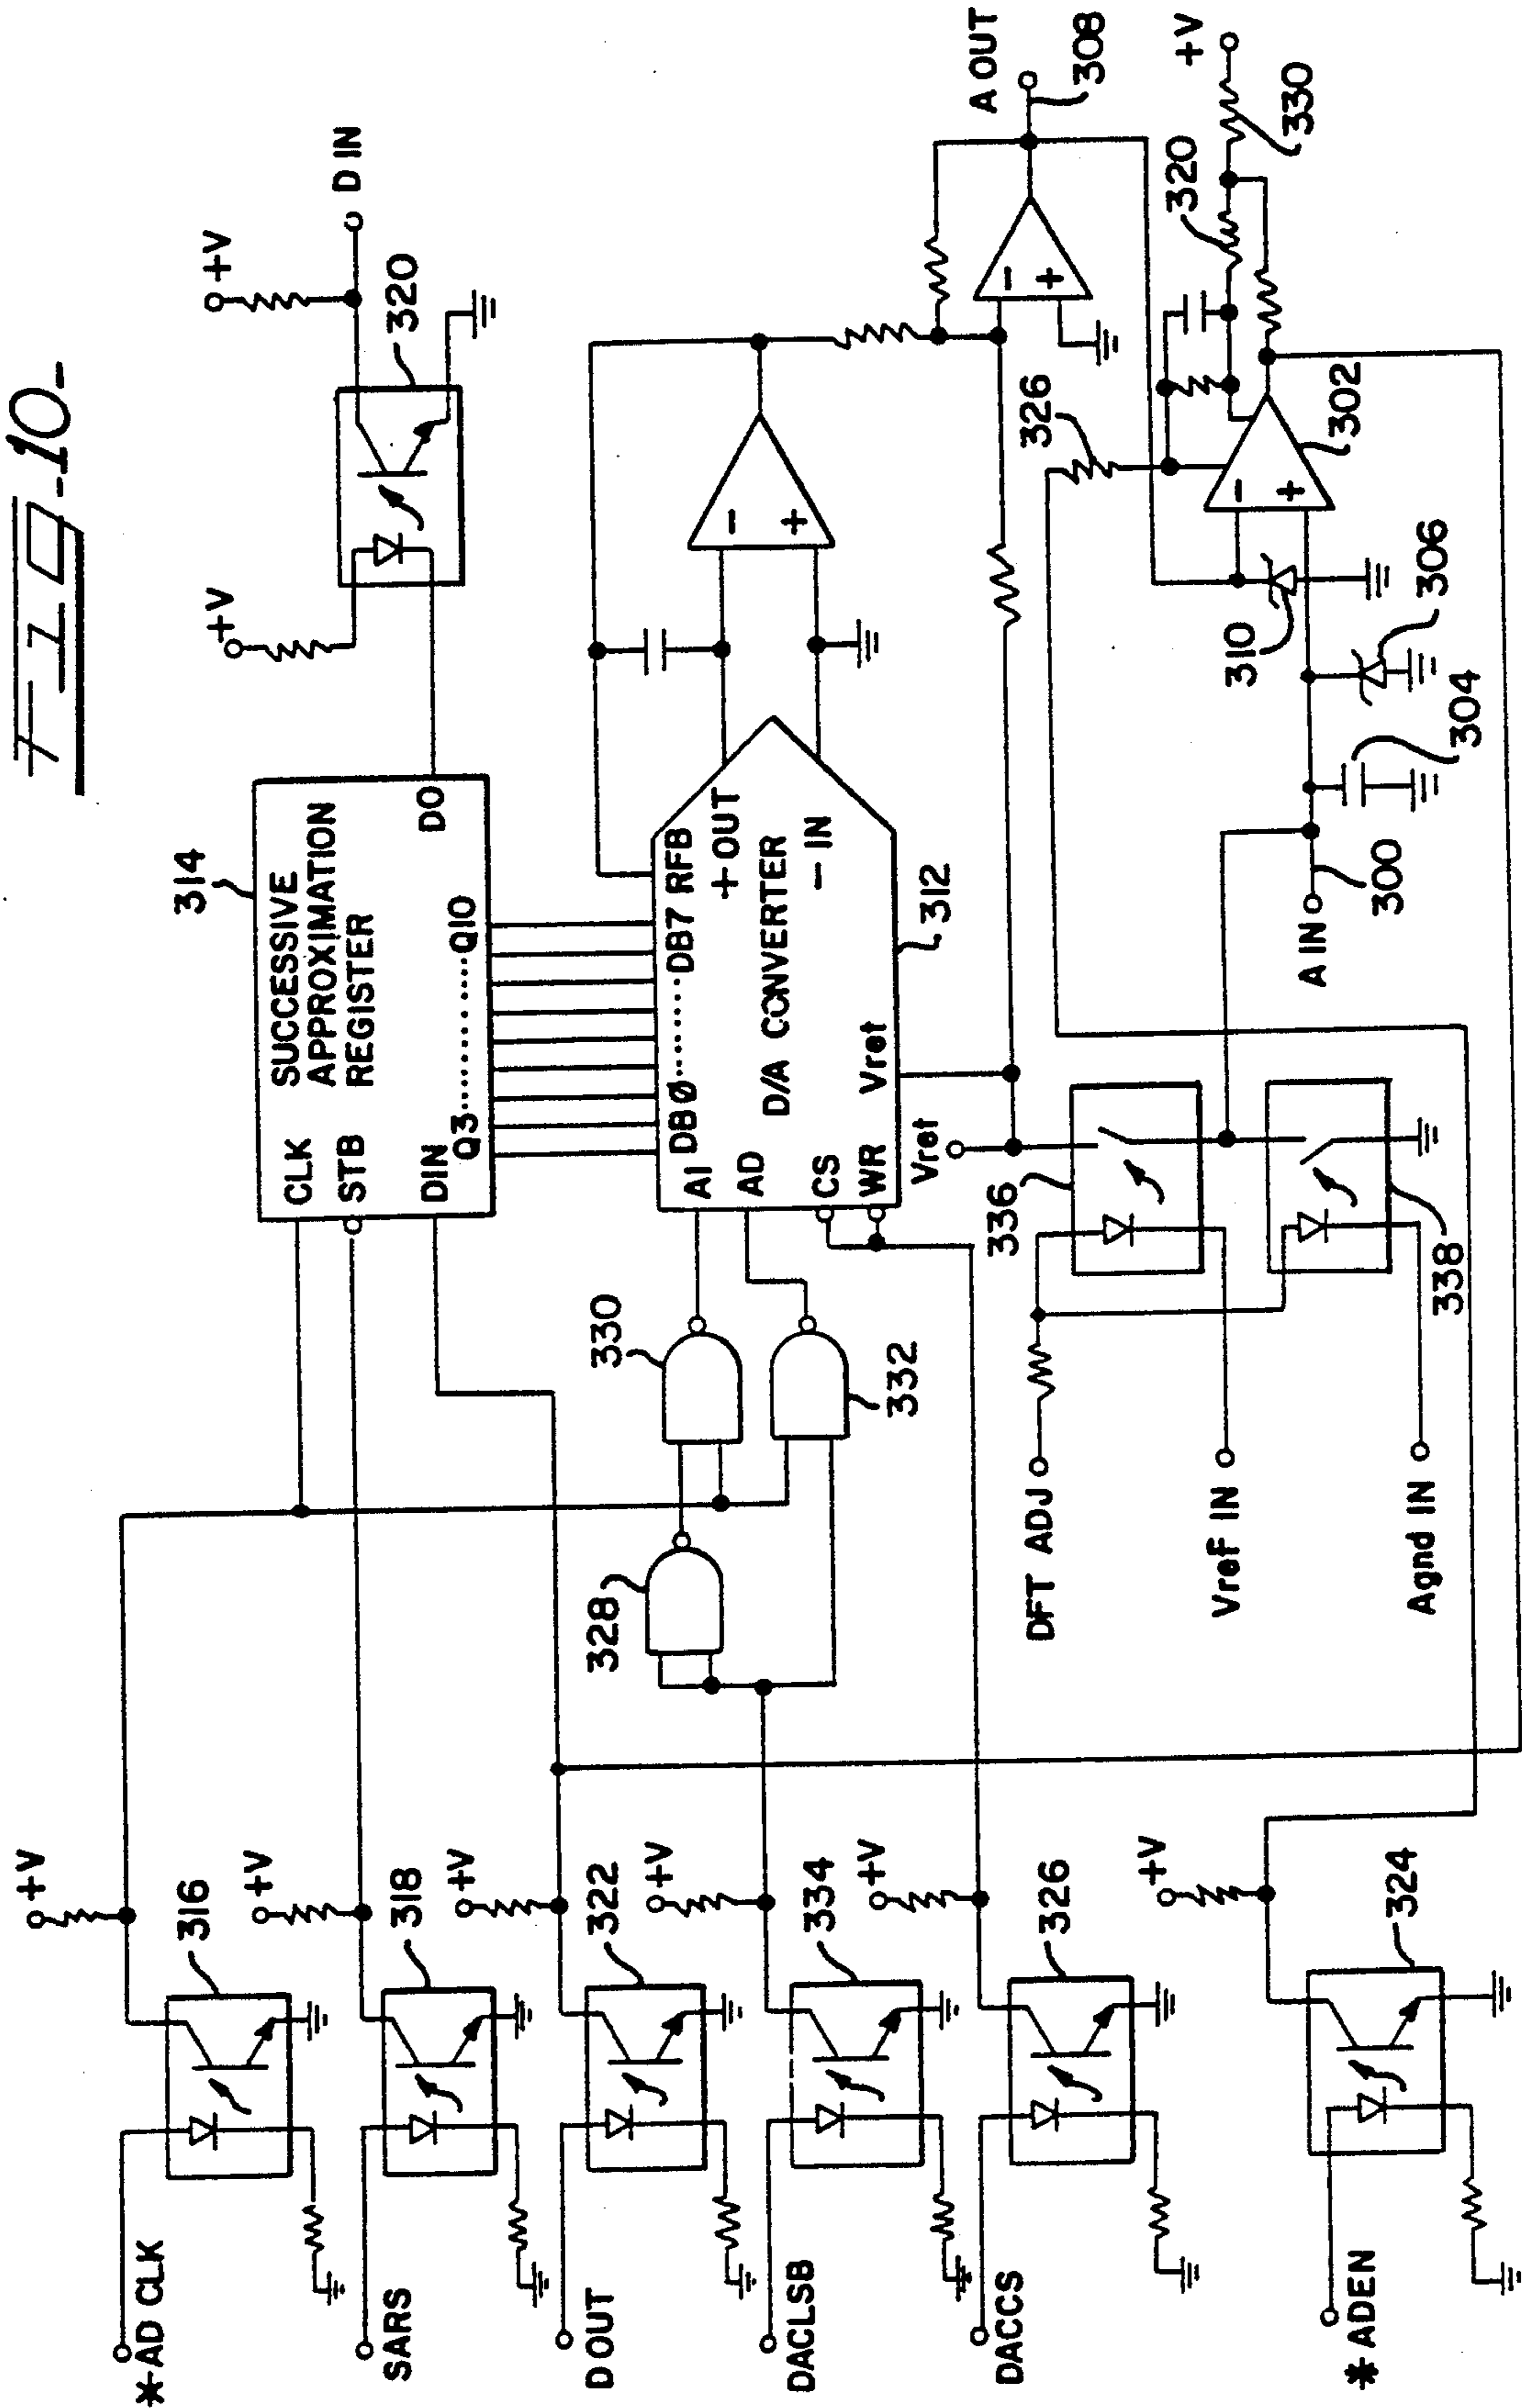 FIG. 10
+V
316
*AD CLK
+V
318
SARS
+V
322
D OUT
+V
334
DACLSB
+V
326
DACCS
+V
324
*ADEN
314
SUCCESSIVE
APPROXIMATION
REGISTER
CLK
STB
DIN
DO
Q3..........Q10
+V
320
+V
D IN
328
330
332
AI
AD
CS
WR
DBØ........DB7 RFB
+ OUT
D/A CONVERTER
- IN
Vret
312
-
+
Vret
336
338
DFT ADJ
Vref IN
Agnd IN
-
+
A OUT
308
326
320
+V
330
-
+
302
310
306
304
A IN
300